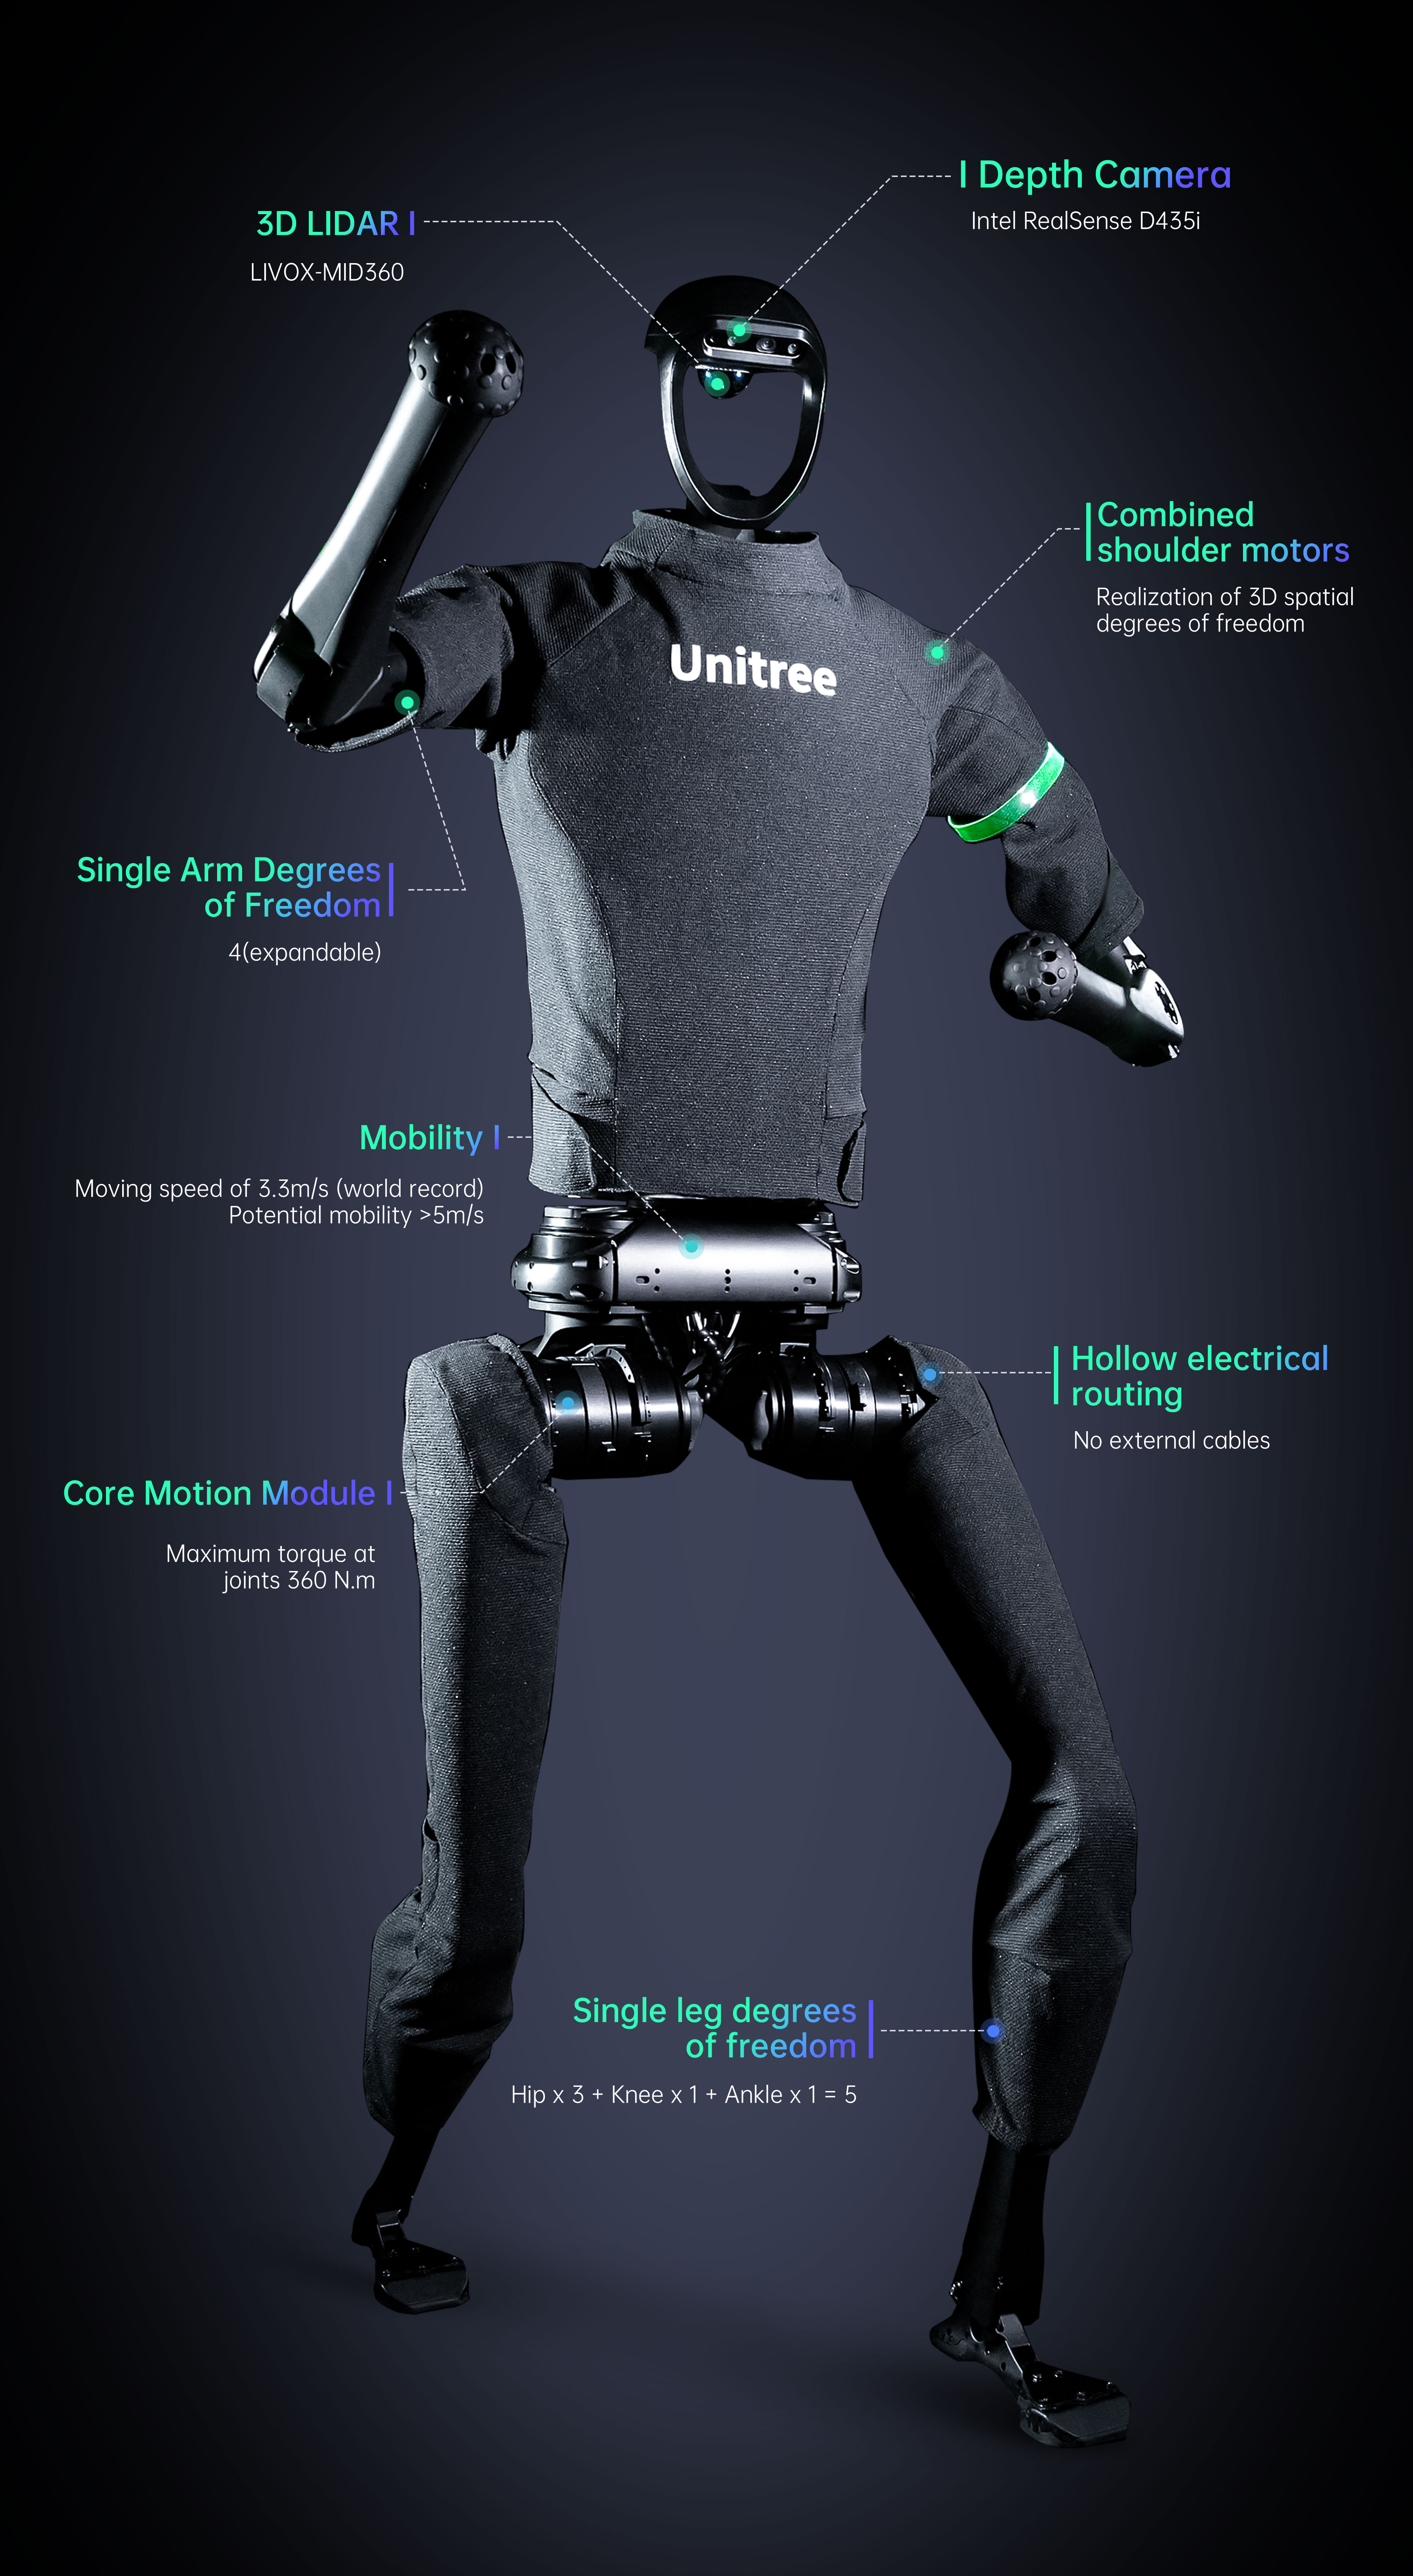 Depth Camera
Intel RealSense D435i
3D LIDAR
LIVOX-MID360
Combined
shoulder motors
Realization of 3D spatial
degrees of freedom
Unitree
Single Arm Degrees
of Freedom
4(expandable)
Mobility
Moving speed of 3.3m/s (world record)
Potential mobility >5m/s
Hollow electrical
routing
No external cables
Core Motion Module
Maximum torque at
joints 360 N.m
Single leg degrees
of freedom
Hip x 3 + Knee x 1 + Ankle x 1 = 5